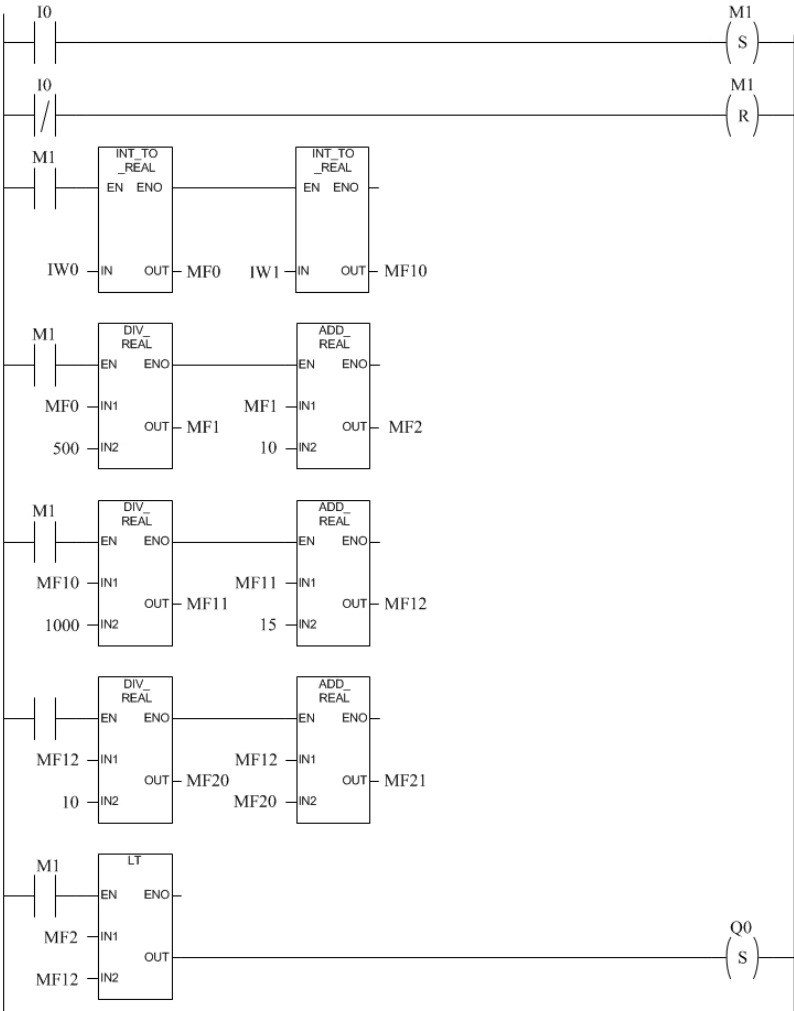 I0 M1
S
I0 M1
R
M1 INT_TO INT_TO
_REAL _REAL
EN ENO EN ENO
IW0 IN OUT MF0 IW1 IN OUT MF10
M1 DIV_ ADD_
REAL REAL
EN ENO EN ENO
MF0 IN1 MF1 IN1
OUT MF1 OUT MF2
500 IN2 10 IN2
M1 DIV_ ADD_
REAL REAL
EN ENO EN ENO
MF10 IN1 MF11 IN1
OUT MF11 OUT MF12
1000 IN2 15 IN2
DIV_ ADD_
REAL REAL
EN ENO EN ENO
MF12 IN1 MF12 IN1
OUT MF20 OUT MF21
10 IN2 MF20 IN2
M1 LT
EN ENO
MF2 IN1 Q0
OUT S
MF12 IN2